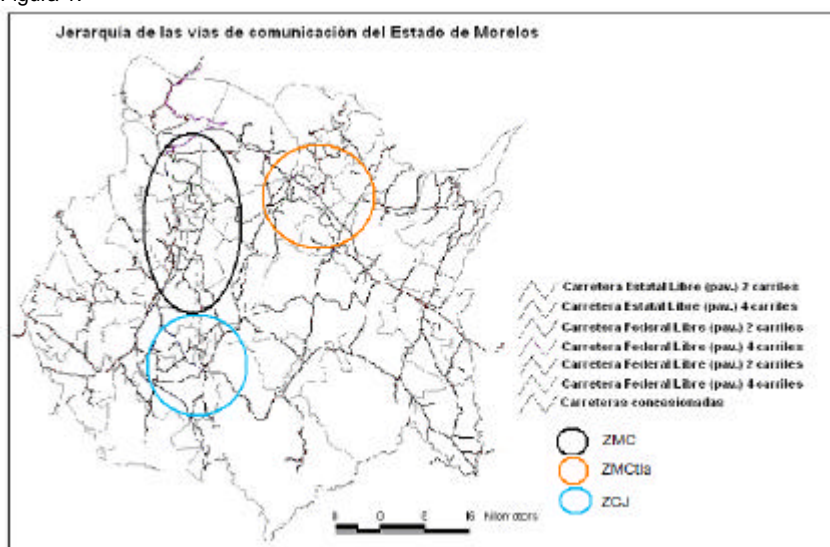 Jerarquía de las vías de comunicación del Estado de Morelos
Carretera Estatal Libre (pav.) 2 carriles
Carretera Estatal Libre (pav.) 4 carriles
Carretera Federal Libre (pav.) 2 carriles
Carretera Federal Libre (pav.) 4 carriles
Carretera Federal Libre (pav.) 2 carriles
Carretera Federal Libre (pav.) 4 carriles
Carreteras concesionadas
ZMC
ZMCtla
ZCJ
0